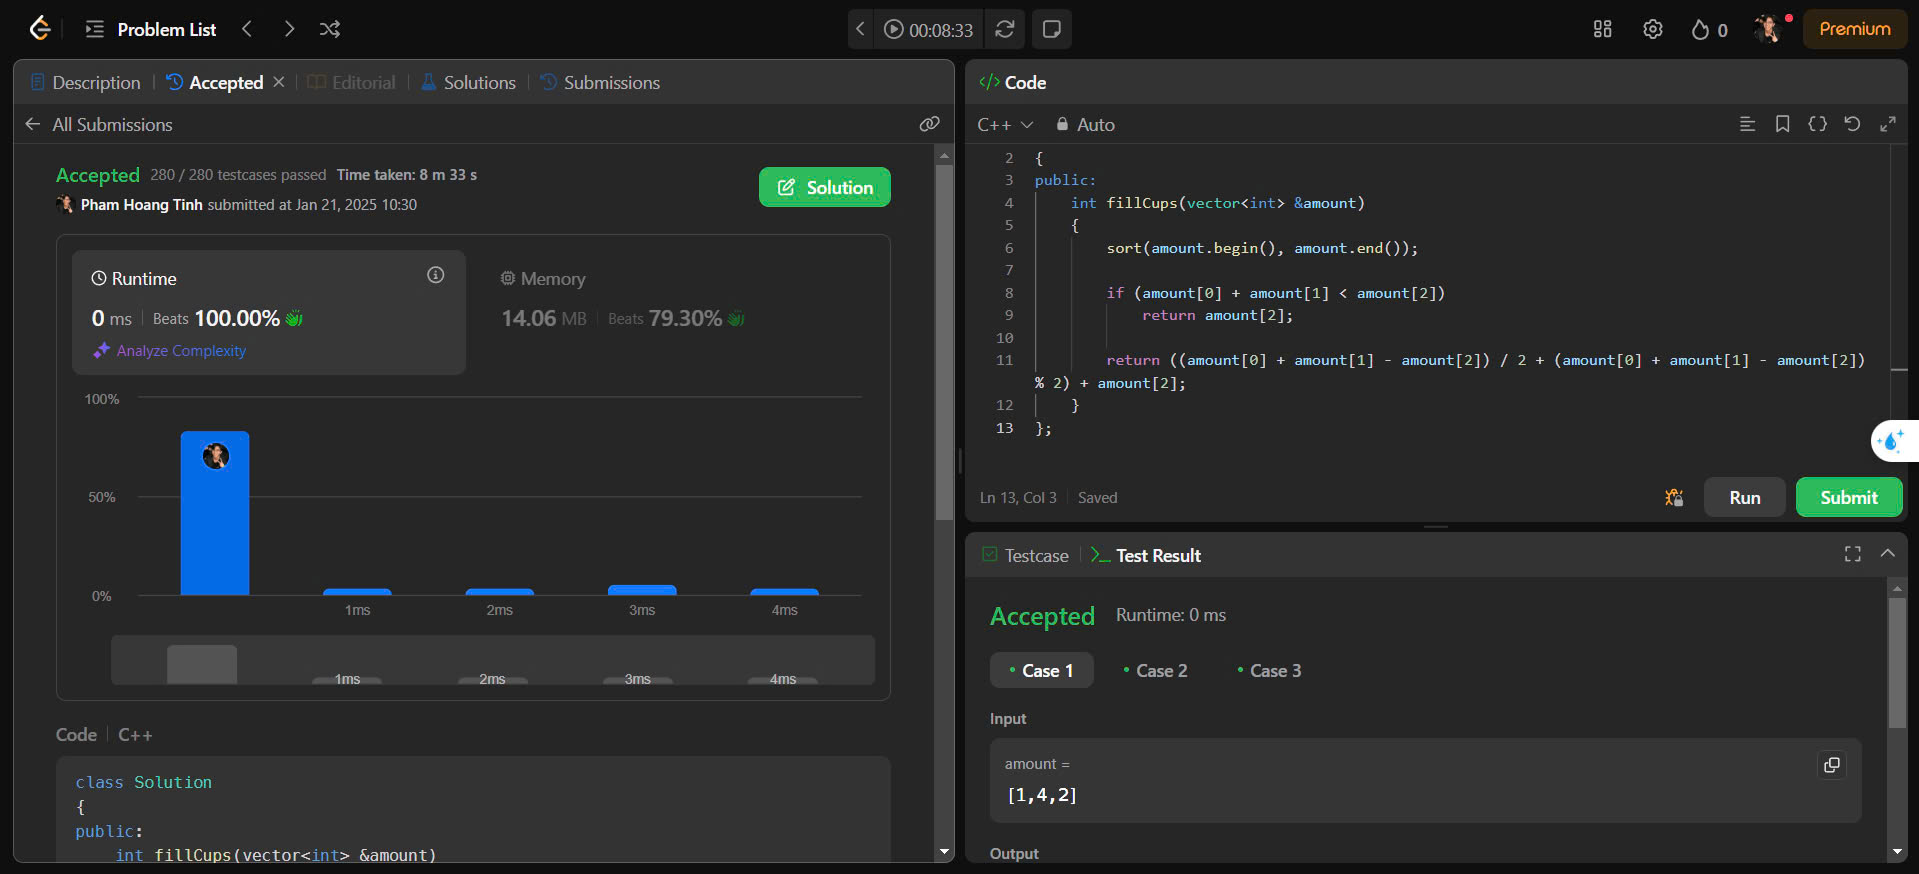 Problem List
00:08:33
0
Premium
Description
Accepted
Editorial
Solutions
Submissions
All Submissions
Accepted 280 / 280 testcases passed Time taken: 8 m 33 s
Pham Hoang Tinh submitted at Jan 21, 2025 10:30
Solution
Runtime
0 ms Beats 100.00%
Analyze Complexity
Memory
14.06 MB Beats 79.30%
100%
50%
0%
1ms 2ms 3ms 4ms
1ms 2ms 3ms 4ms
Code C++
class Solution
{
public:
int fillCups(vector<int> &amount)
Code
C++ Auto
2 {
3 public:
4 int fillCups(vector<int> &amount)
5 {
6 sort(amount.begin(), amount.end());
7
8 if (amount[0] + amount[1] < amount[2])
9 return amount[2];
10
11 return ((amount[0] + amount[1] - amount[2]) / 2 + (amount[0] + amount[1] - amount[2])
% 2) + amount[2];
12 }
13 };
Ln 13, Col 3 Saved
Run
Submit
Testcase
Test Result
Accepted Runtime: 0 ms
Case 1 Case 2 Case 3
Input
amount =
[1,4,2]
Output